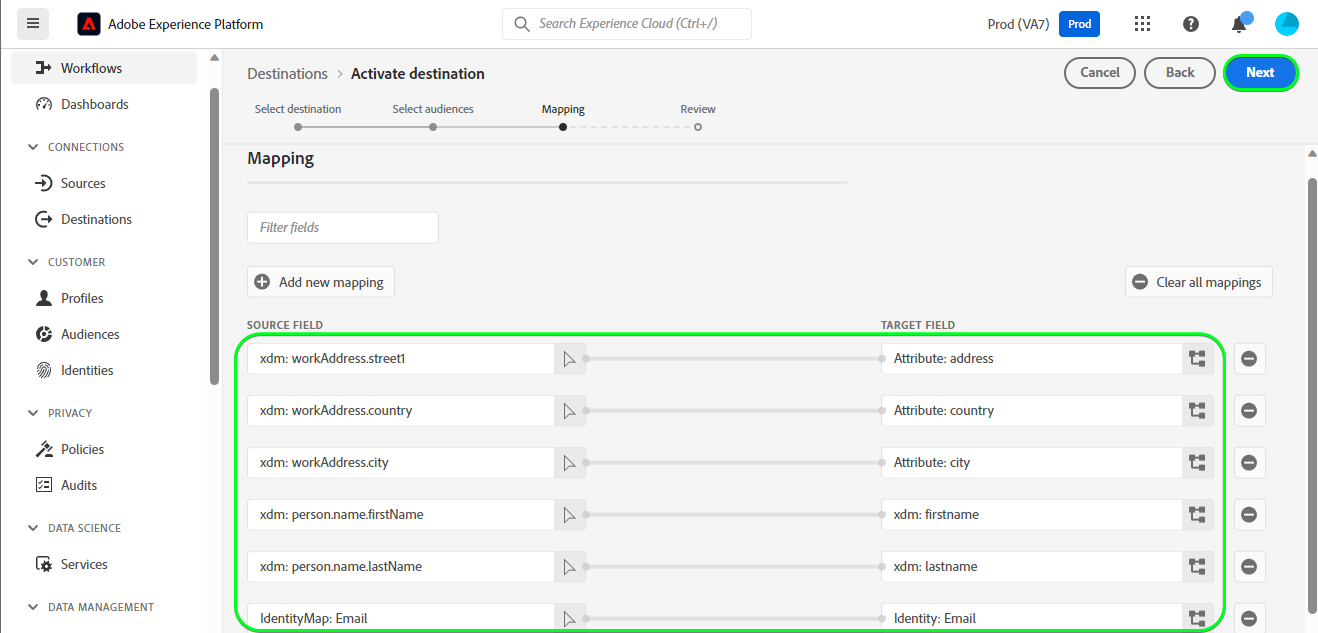 Adobe Experience Platform
Search Experience Cloud (Ctrl+/)
Prod (VA7)
Prod
Workflows
Dashboards
CONNECTIONS
Sources
Destinations
CUSTOMER
Profiles
Audiences
Identities
PRIVACY
Policies
Audits
DATA SCIENCE
Services
DATA MANAGEMENT
Destinations > Activate destination
Cancel
Back
Next
Select destination
Select audiences
Mapping
Review
Mapping
Filter fields
Add new mapping
Clear all mappings
SOURCE FIELD
TARGET FIELD
xdm: workAddress.street1
Attribute: address
xdm: workAddress.country
Attribute: country
xdm: workAddress.city
Attribute: city
xdm: person.name.firstName
xdm: firstname
xdm: person.name.lastName
xdm: lastname
IdentityMap: Email
Identity: Email